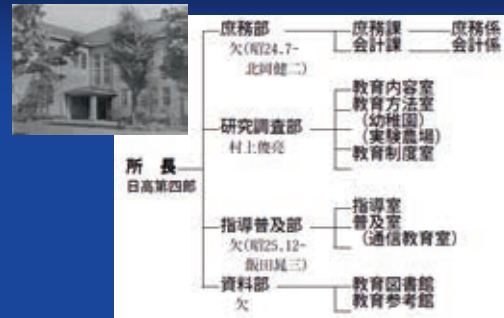 庶務部 庶務課 庶務係
欠(昭24.7- 会計課 会計係
北岡健二)
教育内容室
教育方法室
(幼稚園)
研究調査部 (実験農場)
村上俊亮 教育制度室
所 長
日高第四郎
指導室
指導普及部 普及室
欠(昭25.12- (通信教育室)
飯田晁三)
資料部 教育図書館
欠 教育参考館